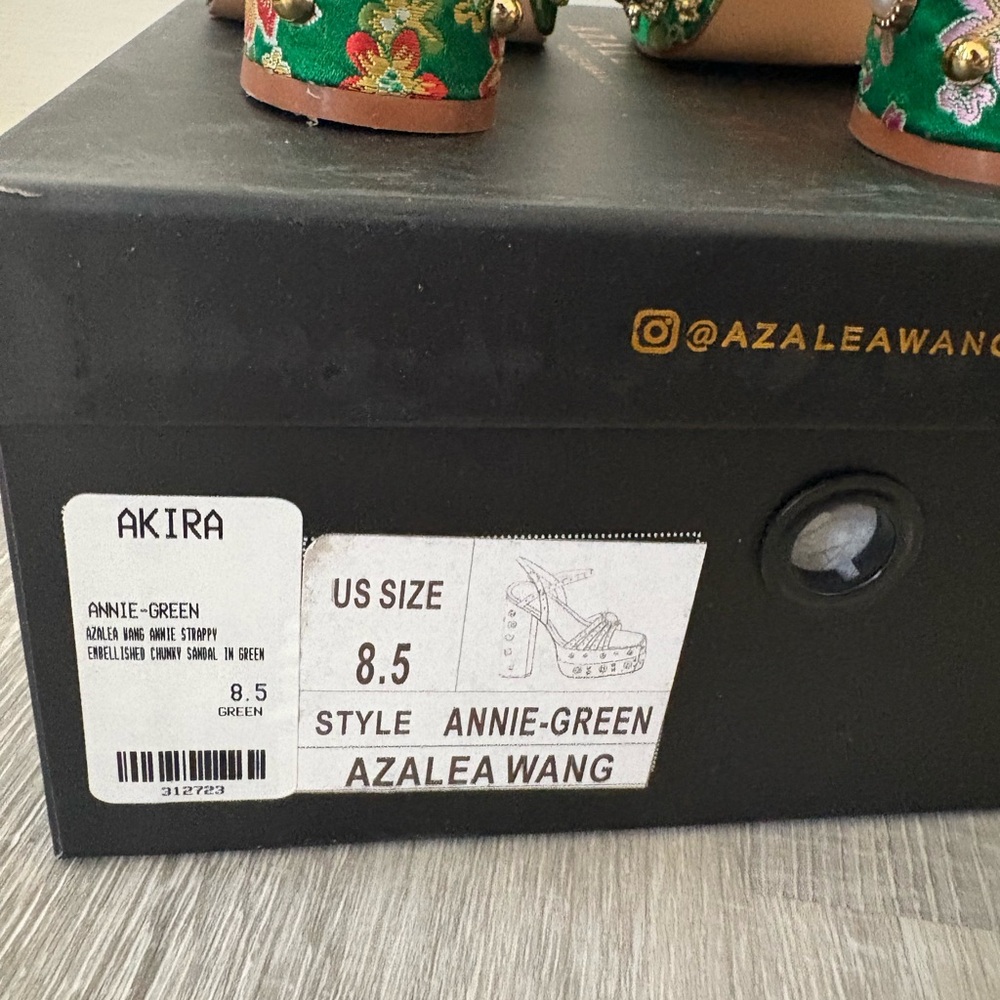 @AZALEAWANG
AKIRA
ANNIE-GREEN
AZALEA WANG ANNIE STRAPPY
EMBELLISHED CHUNKY SANDAL IN GREEN
8.5
GREEN
312723
US SIZE
8.5
STYLE ANNIE-GREEN
AZALEA WANG